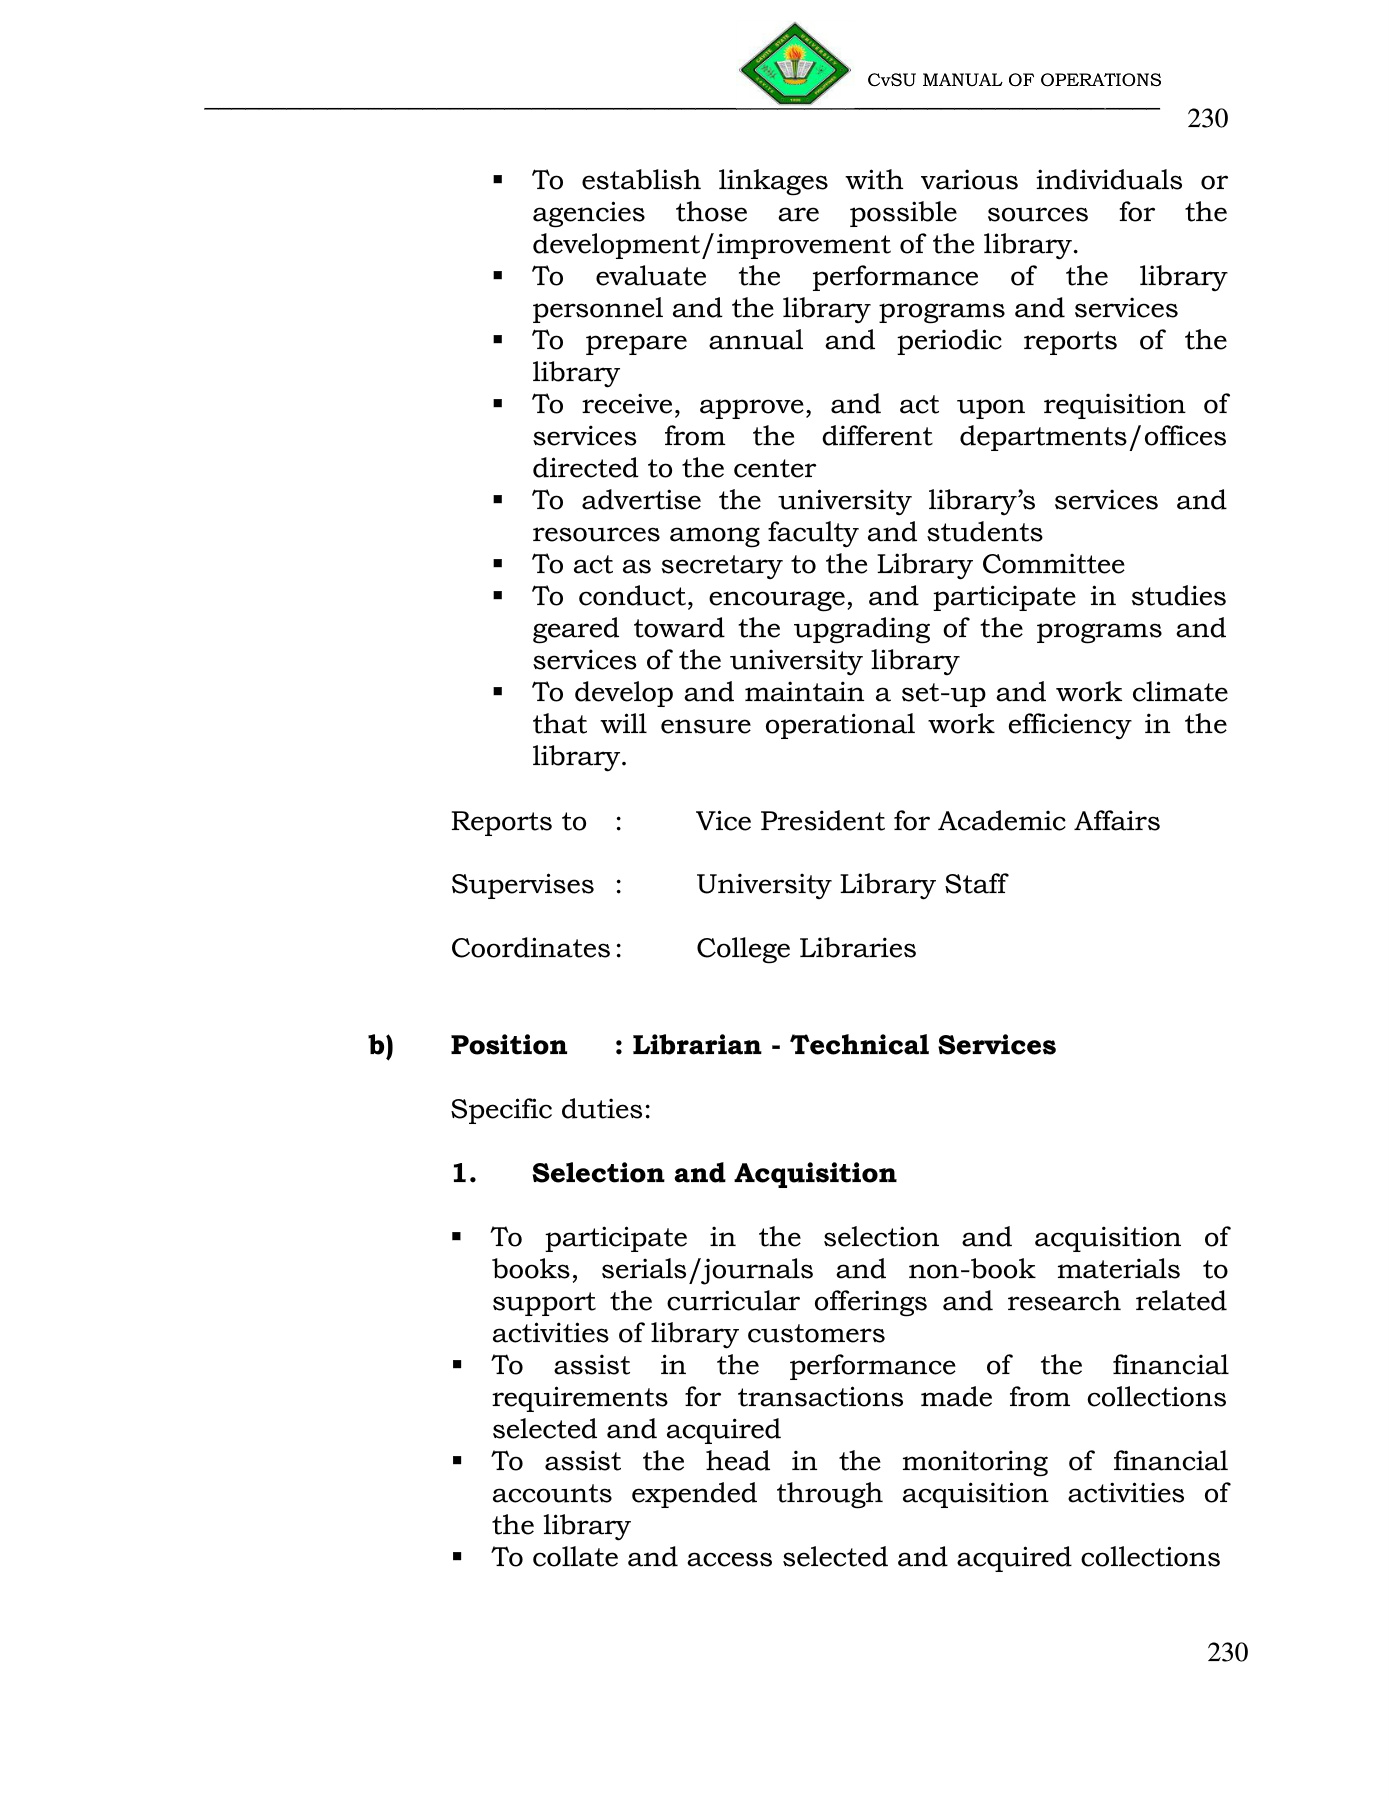 CAVITE STATE UNIVERSITY
CvSU MANUAL OF OPERATIONS
230
▪ To establish linkages with various individuals or
agencies those are possible sources for the
development/improvement of the library.
▪ To evaluate the performance of the library
personnel and the library programs and services
▪ To prepare annual and periodic reports of the
library
▪ To receive, approve, and act upon requisition of
services from the different departments/offices
directed to the center
▪ To advertise the university library’s services and
resources among faculty and students
▪ To act as secretary to the Library Committee
▪ To conduct, encourage, and participate in studies
geared toward the upgrading of the programs and
services of the university library
▪ To develop and maintain a set-up and work climate
that will ensure operational work efficiency in the
library.
Reports to : Vice President for Academic Affairs
Supervises : University Library Staff
Coordinates : College Libraries
b) Position : Librarian - Technical Services
Specific duties:
1. Selection and Acquisition
▪ To participate in the selection and acquisition of
books, serials/journals and non-book materials to
support the curricular offerings and research related
activities of library customers
▪ To assist in the performance of the financial
requirements for transactions made from collections
selected and acquired
▪ To assist the head in the monitoring of financial
accounts expended through acquisition activities of
the library
▪ To collate and access selected and acquired collections
230